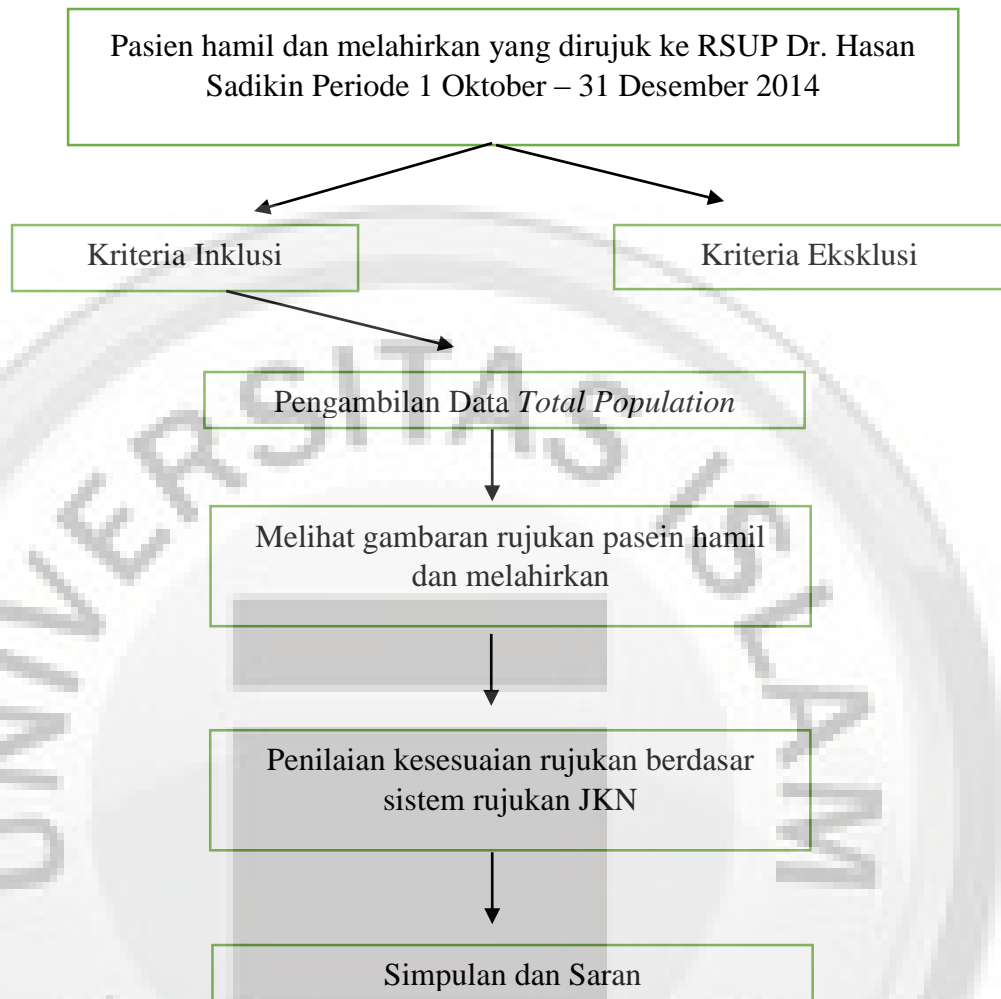 Pasien hamil dan melahirkan yang dirujuk ke RSUP Dr. Hasan
Sadikin Periode 1 Oktober – 31 Desember 2014
Kriteria Inklusi
Kriteria Eksklusi
Pengambilan Data Total Population
Melihat gambaran rujukan pasein hamil
dan melahirkan
Penilaian kesesuaian rujukan berdasar
sistem rujukan JKN
Simpulan dan Saran
UNIVERSITAS ISLAM